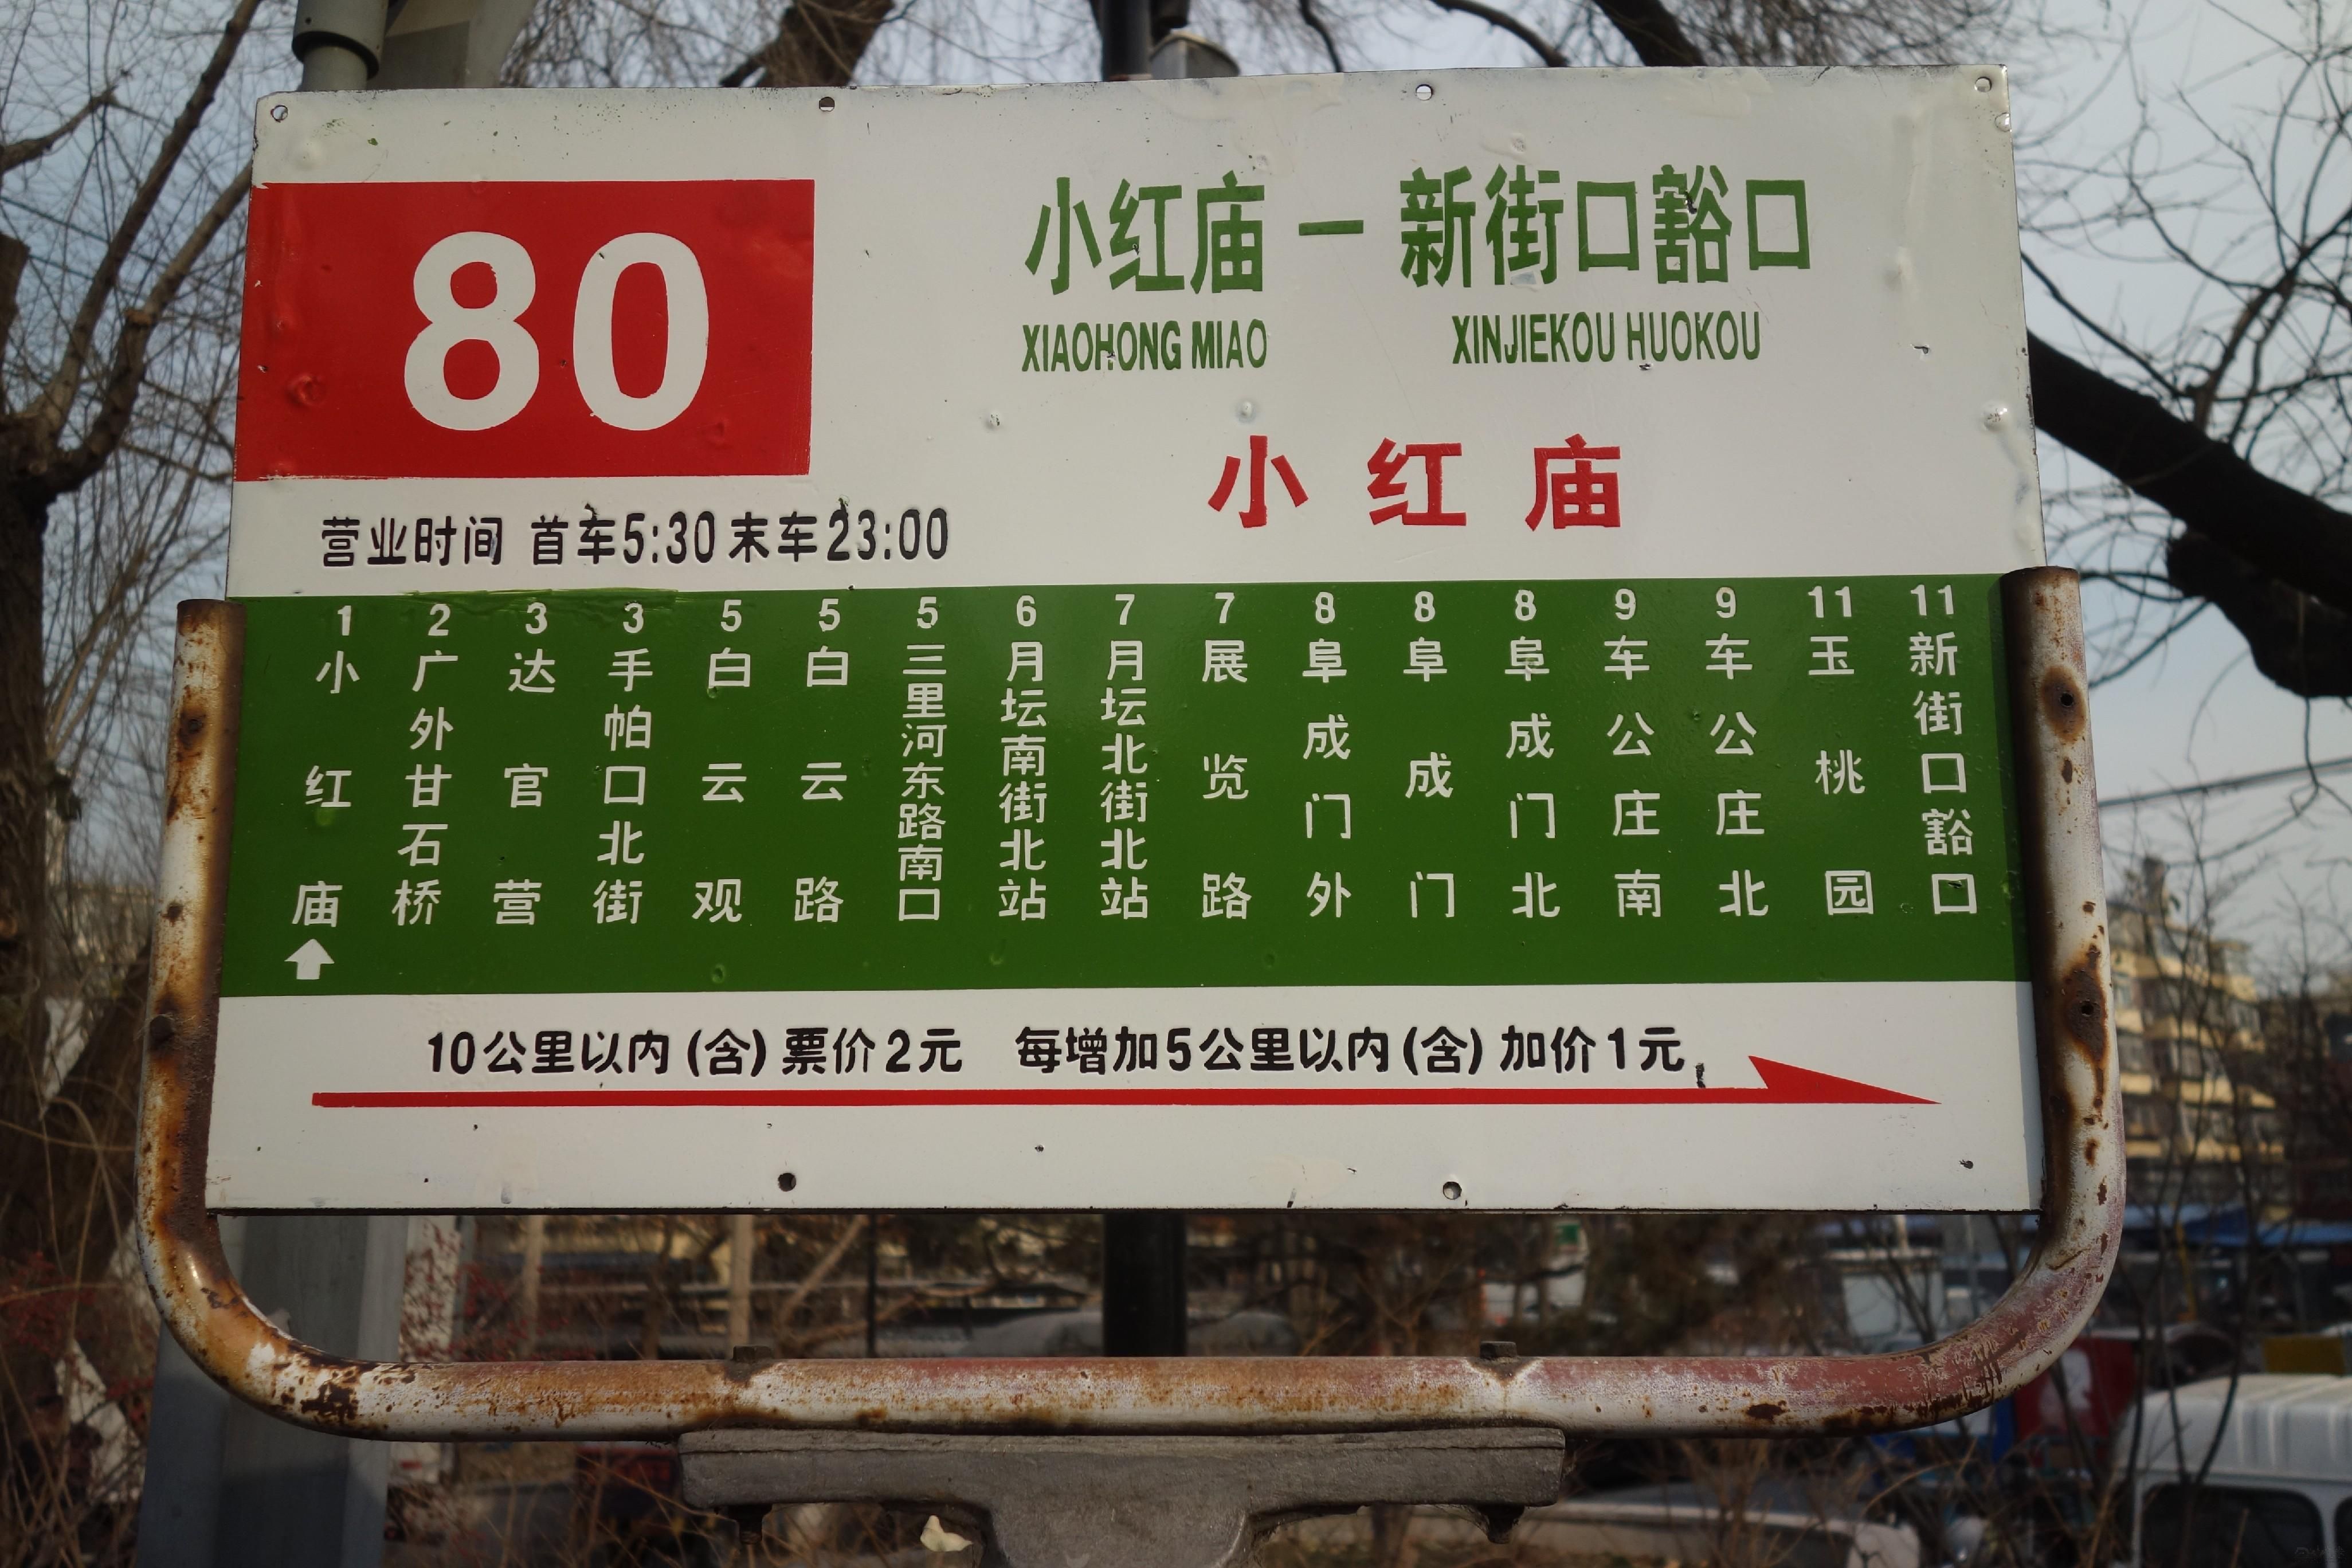 80
小红庙－新街口豁口
XIAOHONG MIAO XINJIEKOU HUOKOU
小红庙
营业时间 首车5:30 末车23:00
1 小红庙
2 广外甘石桥
3 达官营
3 手帕口北街
5 白云观
5 白云路
5 三里河东路南口
6 月坛南街北站
7 月坛北街北站
7 展览路
8 阜成门外
8 阜成门
8 阜成门北
9 车公庄南
9 车公庄北
11 玉桃园
11 新街口豁口
10公里以内(含)票价2元 每增加5公里以内(含)加价1元